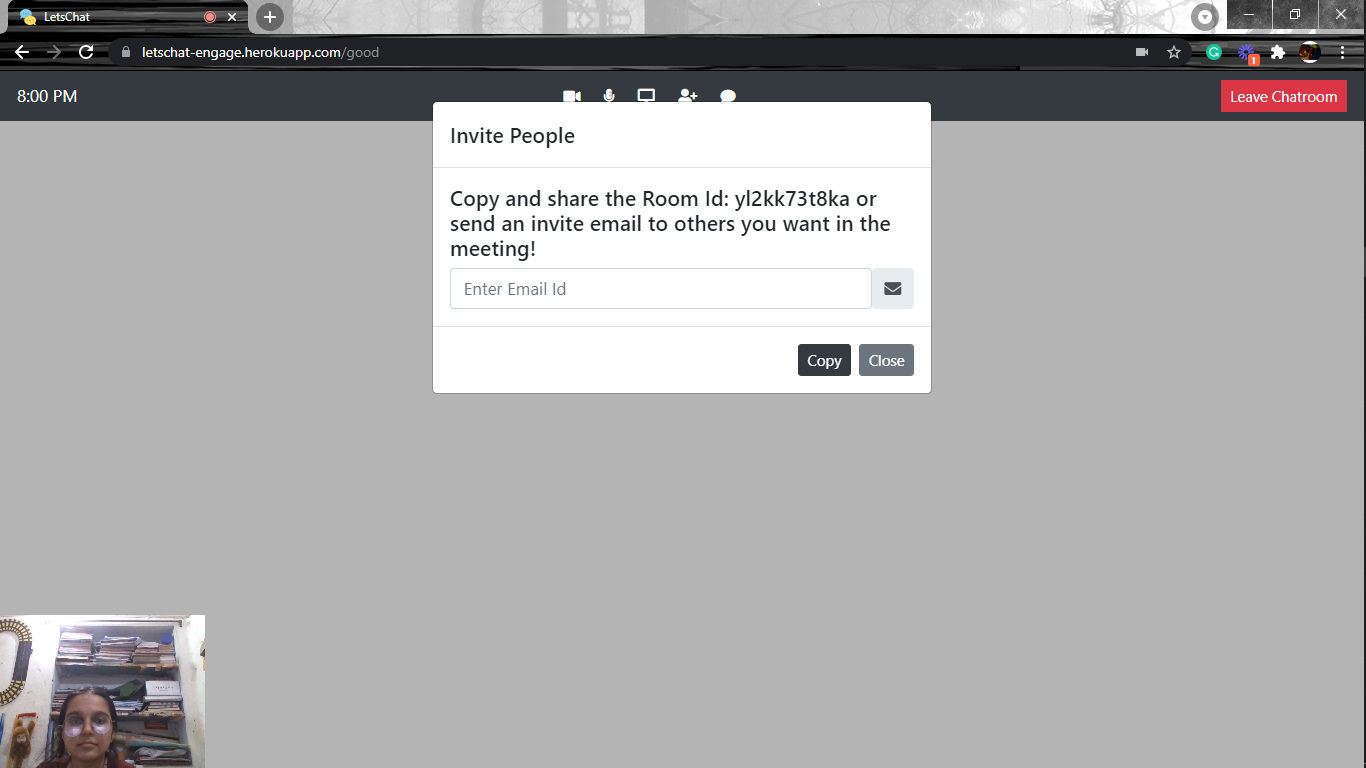 LetsChat
letschat-engage.herokuapp.com/good
1
8:00 PM
Leave Chatroom
Invite People
Copy and share the Room Id: yl2kk73t8ka or
send an invite email to others you want in the
meeting!
Enter Email Id
Copy
Close